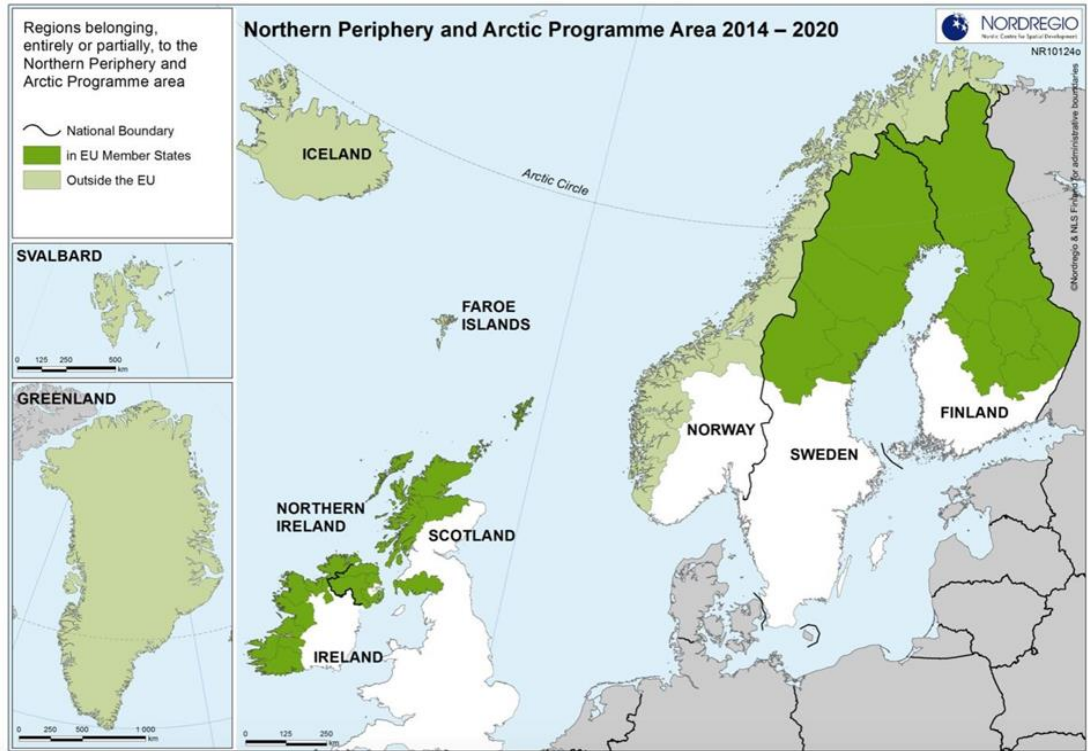 Regions belonging,
entirely or partially, to the
Northern Periphery and
Arctic Programme area
National Boundary
in EU Member States
Outside the EU
Northern Periphery and Arctic Programme Area 2014 – 2020
NORDREGIO
Nordic Centre for Spatial Development
NR10124o
©Nordregio & NLS Finland for administrative boundaries
SVALBARD
0 125 250 500
km
GREENLAND
0 250 500 1 000
km
ICELAND
Arctic Circle
FAROE
ISLANDS
NORTHERN
IRELAND
SCOTLAND
IRELAND
NORWAY
SWEDEN
FINLAND
0 125 250
km